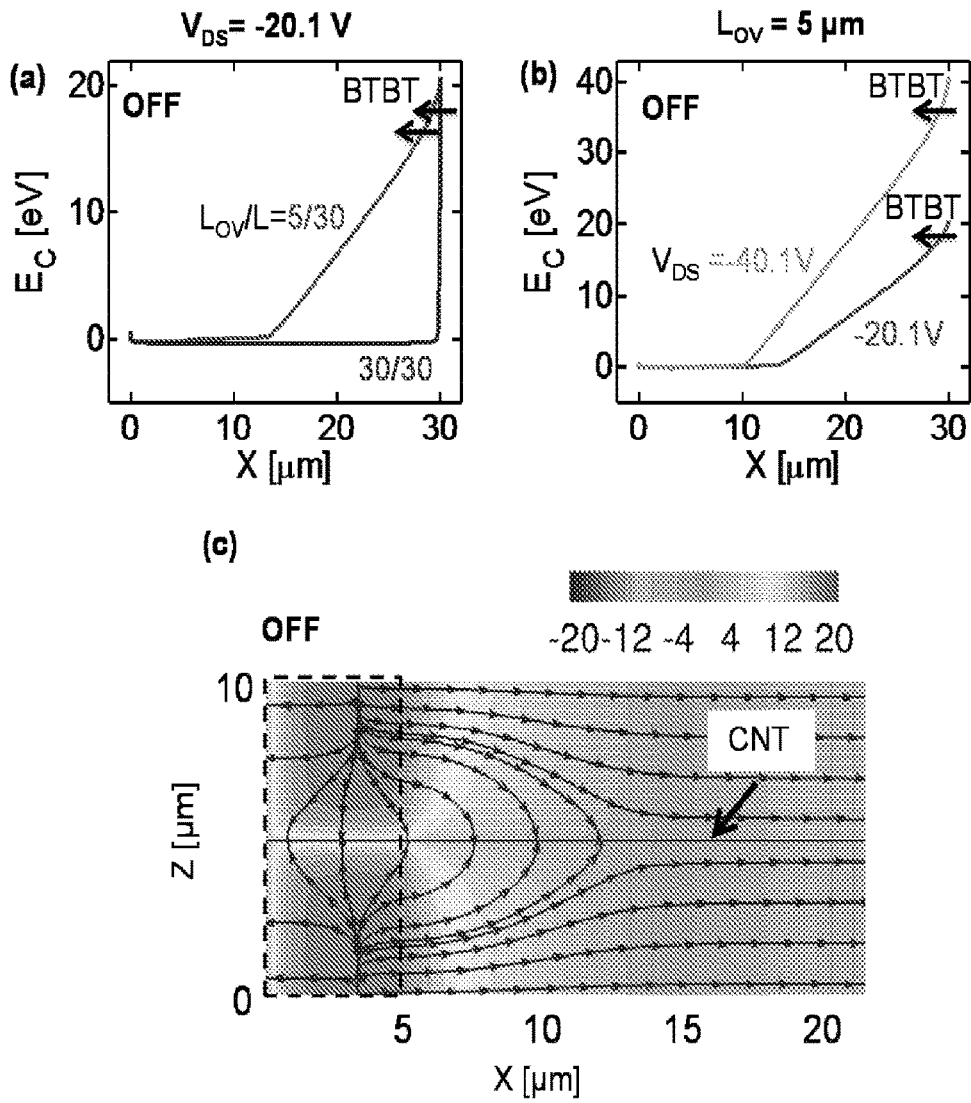 V_DS = -20.1 V
L_OV = 5 µm
(a)
OFF
BTBT
L_OV/L=5/30
30/30
E_C [eV]
20
10
0
0 10 20 30
X [µm]
(b)
OFF
BTBT
BTBT
V_DS =-40.1V
-20.1V
E_C [eV]
40
30
20
10
0
0 10 20 30
X [µm]
(c)
OFF
-20 -12 -4 4 12 20
CNT
Z [µm]
10
0
5 10 15 20
X [µm]